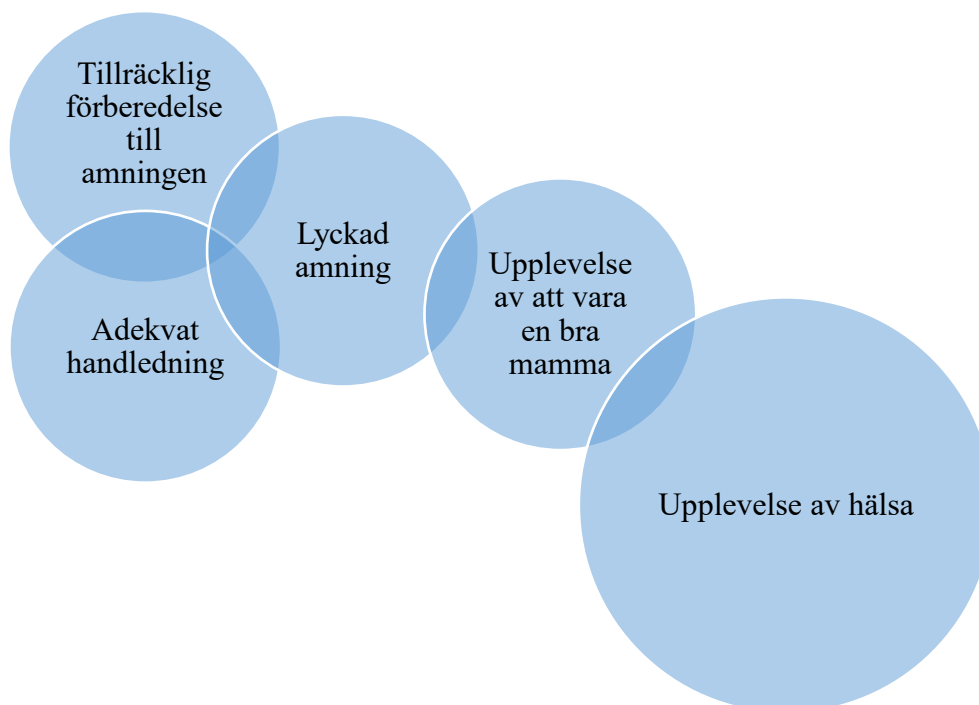 Tillräcklig
förberedelse
till
amningen
Adekvat
handledning
Lyckad
amning
Upplevelse
av att vara
en bra
mamma
Upplevelse av hälsa